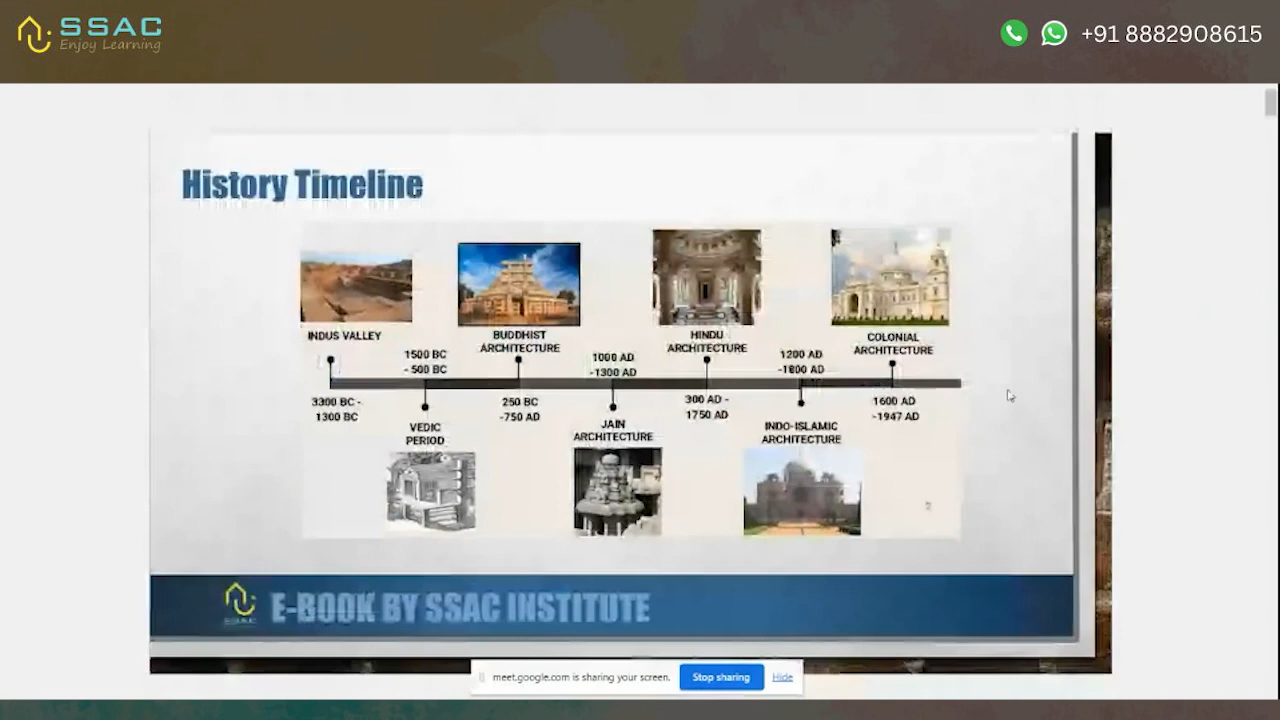 SSAC
Enjoy Learning
+91 8882908615
History Timeline
INDUS VALLEY
BUDDHIST
ARCHITECTURE
HINDU
ARCHITECTURE
COLONIAL
ARCHITECTURE
1500 BC
- 500 BC
1000 AD
-1300 AD
1200 AD
-1800 AD
3300 BC -
1300 BC
250 BC
-750 AD
300 AD -
1750 AD
1600 AD
-1947 AD
VEDIC
PERIOD
JAIN
ARCHITECTURE
INDO-ISLAMIC
ARCHITECTURE
SSAC
E-BOOK BY SSAC INSTITUTE
meet.google.com is sharing your screen.
Stop sharing
Hide